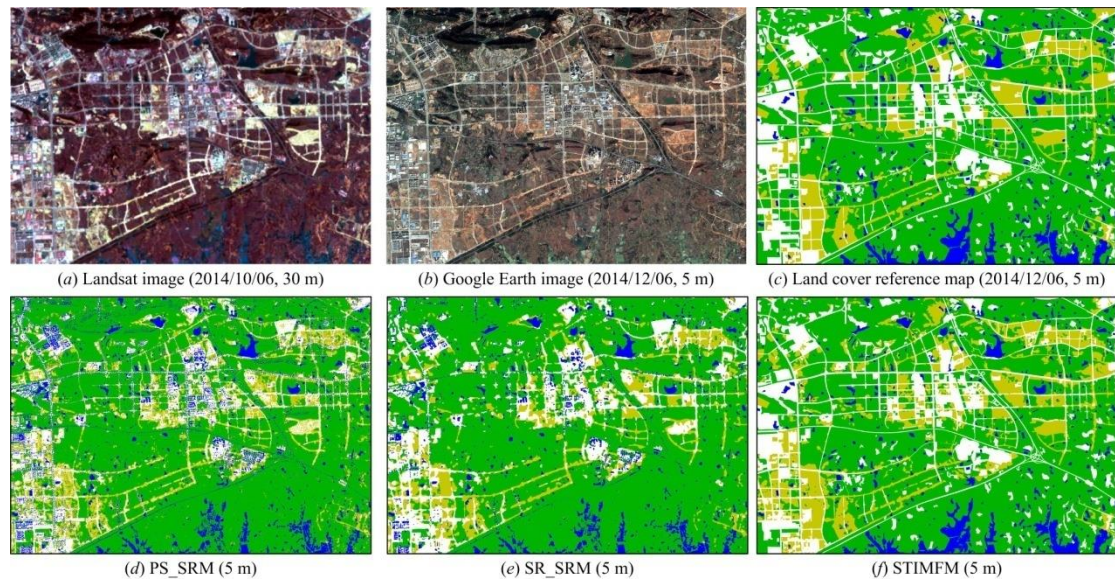 (a) Landsat image (2014/10/06, 30 m)
(b) Google Earth image (2014/12/06, 5 m)
(c) Land cover reference map (2014/12/06, 5 m)
(d) PS_SRM (5 m)
(e) SR_SRM (5 m)
(f) STIMFM (5 m)